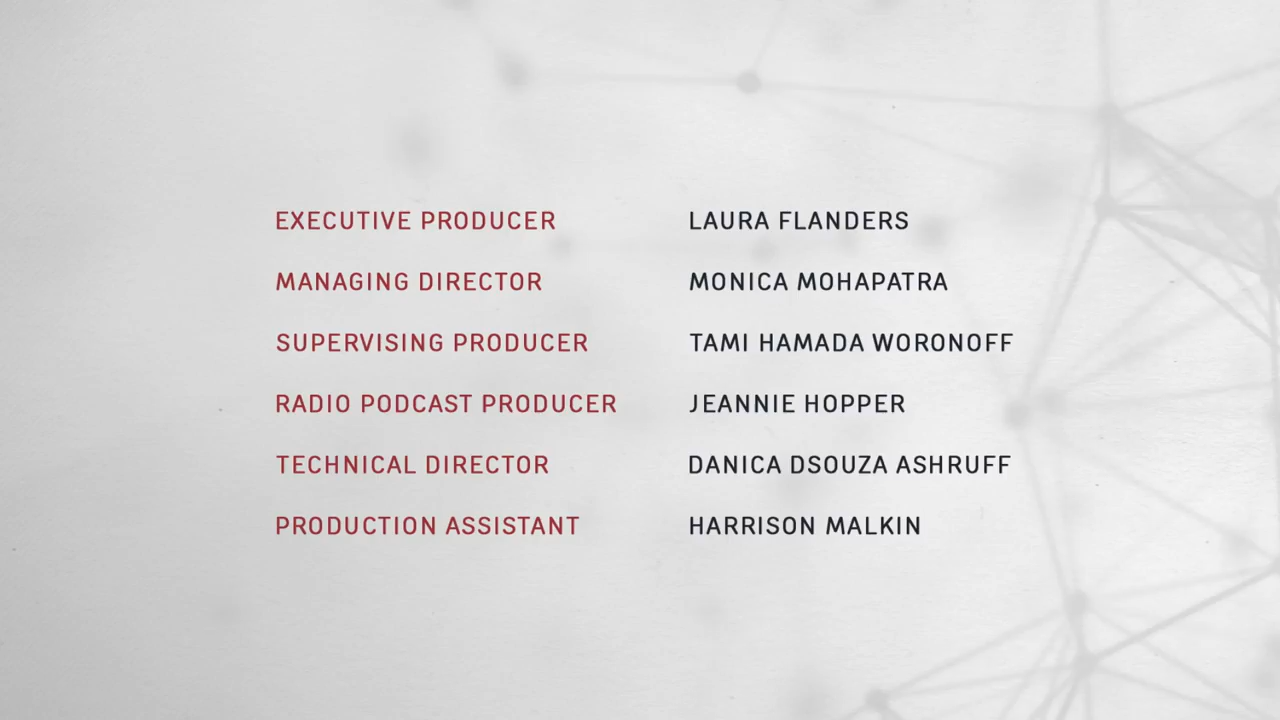 EXECUTIVE PRODUCER LAURA FLANDERS
MANAGING DIRECTOR MONICA MOHAPATRA
SUPERVISING PRODUCER TAMI HAMADA WORONOFF
RADIO PODCAST PRODUCER JEANNIE HOPPER
TECHNICAL DIRECTOR DANICA DSOUZA ASHRUFF
PRODUCTION ASSISTANT HARRISON MALKIN